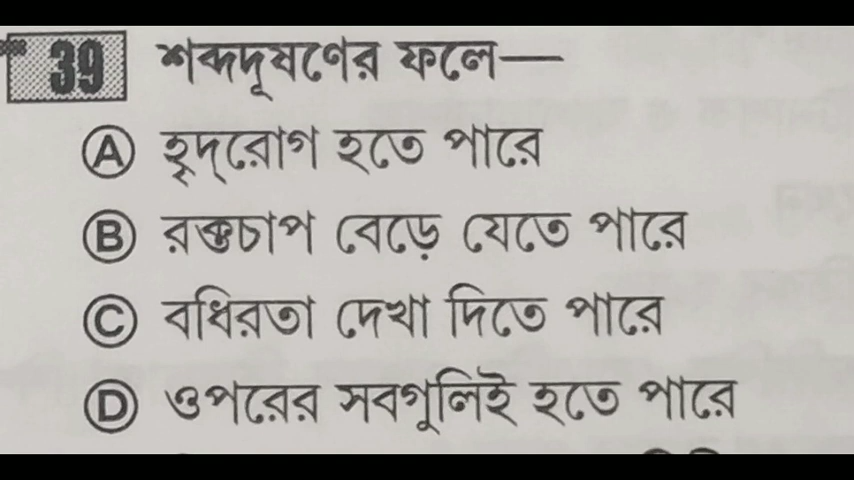 39 শব্দদূষণের ফলে—
Ⓐ হৃদ্‌রোগ হতে পারে
Ⓑ রক্তচাপ বেড়ে যেতে পারে
Ⓒ বধিরতা দেখা দিতে পারে
Ⓓ ওপরের সবগুলিই হতে পারে